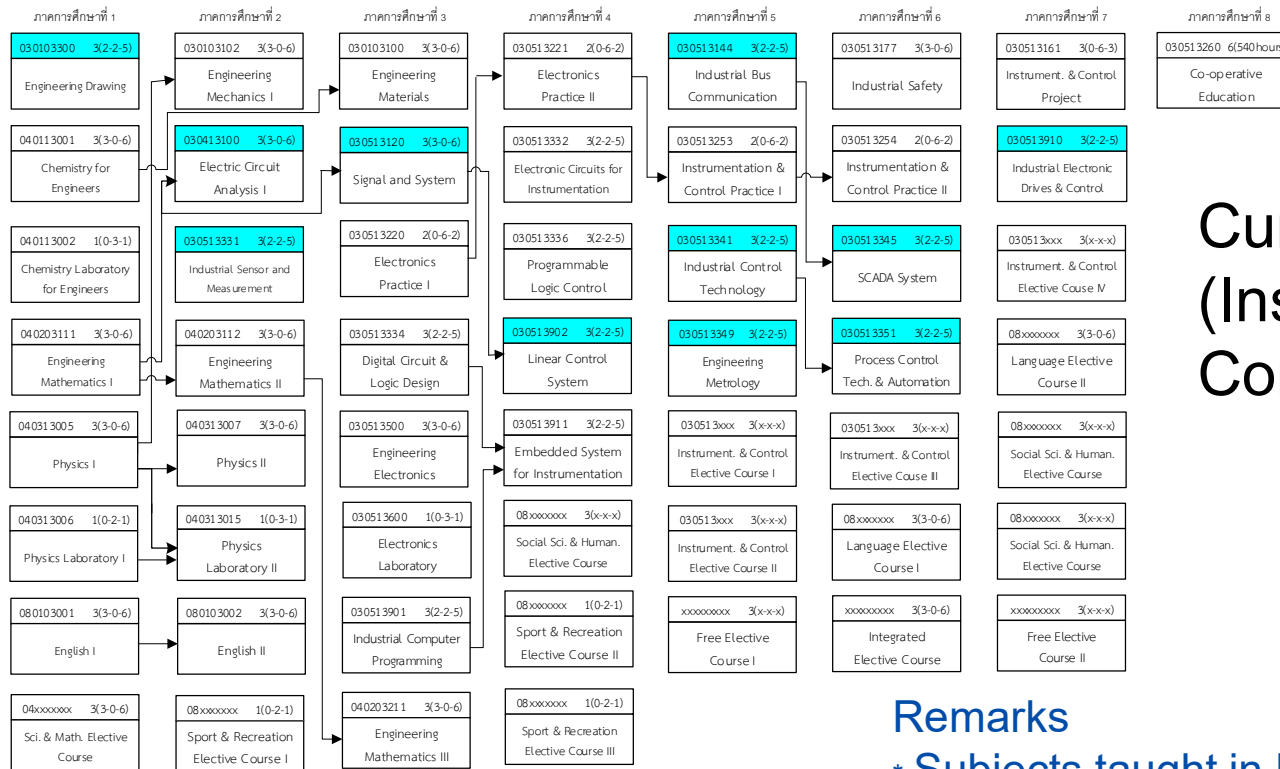 ภาคการศึกษาที่ 1
ภาคการศึกษาที่ 2
ภาคการศึกษาที่ 3
ภาคการศึกษาที่ 4
ภาคการศึกษาที่ 5
ภาคการศึกษาที่ 6
ภาคการศึกษาที่ 7
ภาคการศึกษาที่ 8
030103300 3(2-2-5)
Engineering Drawing
040113001 3(3-0-6)
Chemistry for
Engineers
040113002 1(0-3-1)
Chemistry Laboratory
for Engineers
040203111 3(3-0-6)
Engineering
Mathematics I
040313005 3(3-0-6)
Physics I
040313006 1(0-2-1)
Physics Laboratory I
080103001 3(3-0-6)
English I
04xxxxxxx 3(3-0-6)
Sci. & Math. Elective
Course
030103102 3(3-0-6)
Engineering
Mechanics I
030413100 3(3-0-6)
Electric Circuit
Analysis I
030513331 3(2-2-5)
Industrial Sensor and
Measurement
040203112 3(3-0-6)
Engineering
Mathematics II
040313007 3(3-0-6)
Physics II
040313015 1(0-3-1)
Physics
Laboratory II
080103002 3(3-0-6)
English II
08xxxxxxx 1(0-2-1)
Sport & Recreation
Elective Course I
030103100 3(3-0-6)
Engineering
Materials
030513120 3(3-0-6)
Signal and System
030513220 2(0-6-2)
Electronics
Practice I
030513334 3(2-2-5)
Digital Circuit &
Logic Design
030513500 3(3-0-6)
Engineering
Electronics
030513600 1(0-3-1)
Electronics
Laboratory
030513901 3(2-2-5)
Industrial Computer
Programming
040203211 3(3-0-6)
Engineering
Mathematics III
030513221 2(0-6-2)
Electronics
Practice II
030513332 3(2-2-5)
Electronic Circuits for
Instrumentation
030513336 3(2-2-5)
Programmable
Logic Control
030513902 3(2-2-5)
Linear Control
System
030513911 3(2-2-5)
Embedded System
for Instrumentation
08xxxxxxx 3(x-x-x)
Social Sci. & Human.
Elective Course
08xxxxxxx 1(0-2-1)
Sport & Recreation
Elective Course II
08xxxxxxx 1(0-2-1)
Sport & Recreation
Elective Course III
030513144 3(2-2-5)
Industrial Bus
Communication
030513253 2(0-6-2)
Instrumentation &
Control Practice I
030513341 3(2-2-5)
Industrial Control
Technology
030513349 3(2-2-5)
Engineering
Metrology
030513xxx 3(x-x-x)
Instrument. & Control
Elective Course I
030513xxx 3(x-x-x)
Instrument. & Control
Elective Course II
xxxxxxxxx 3(x-x-x)
Free Elective
Course I
030513177 3(3-0-6)
Industrial Safety
030513254 2(0-6-2)
Instrumentation &
Control Practice II
030513345 3(2-2-5)
SCADA System
030513351 3(2-2-5)
Process Control
Tech. & Automation
030513xxx 3(x-x-x)
Instrument. & Control
Elective Couse III
08xxxxxxx 3(3-0-6)
Language Elective
Course I
xxxxxxxxx 3(3-0-6)
Integrated
Elective Course
030513161 3(0-6-3)
Instrument. & Control
Project
030513910 3(2-2-5)
Industrial Electronic
Drives & Control
030513xxx 3(x-x-x)
Instrument. & Control
Elective Couse IV
08xxxxxxx 3(3-0-6)
Language Elective
Course II
08xxxxxxx 3(x-x-x)
Social Sci. & Human.
Elective Course
08xxxxxxx 3(x-x-x)
Social Sci. & Human.
Elective Course
xxxxxxxxx 3(x-x-x)
Free Elective
Course II
030513260 6(540hours
Co-operative
Education
Remarks
* Subjects taught in